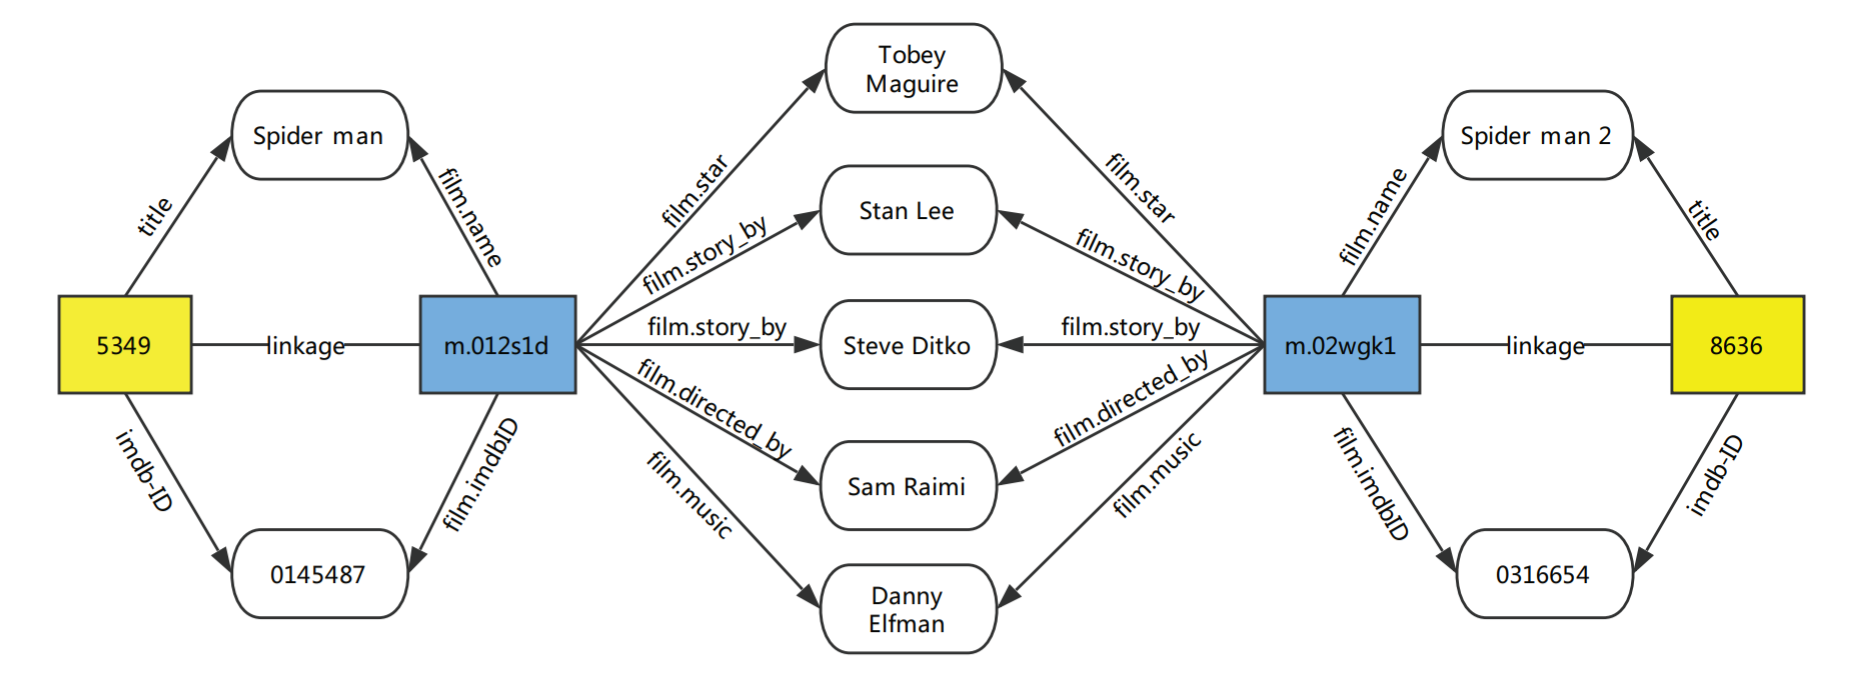 Tobey
Maguire
Spider man
Spider man 2
title
film.name
film.star
film.star
film.name
title
Stan Lee
film.story_by
film.story_by
5349
linkage
m.012s1d
film.story_by
Steve Ditko
film.story_by
m.02wgk1
linkage
8636
film.directed_by
film.directed_by
imdb-ID
film.imdbID
film.music
Sam Raimi
film.music
film.imdbID
imdb-ID
0145487
0316654
Danny
Elfman